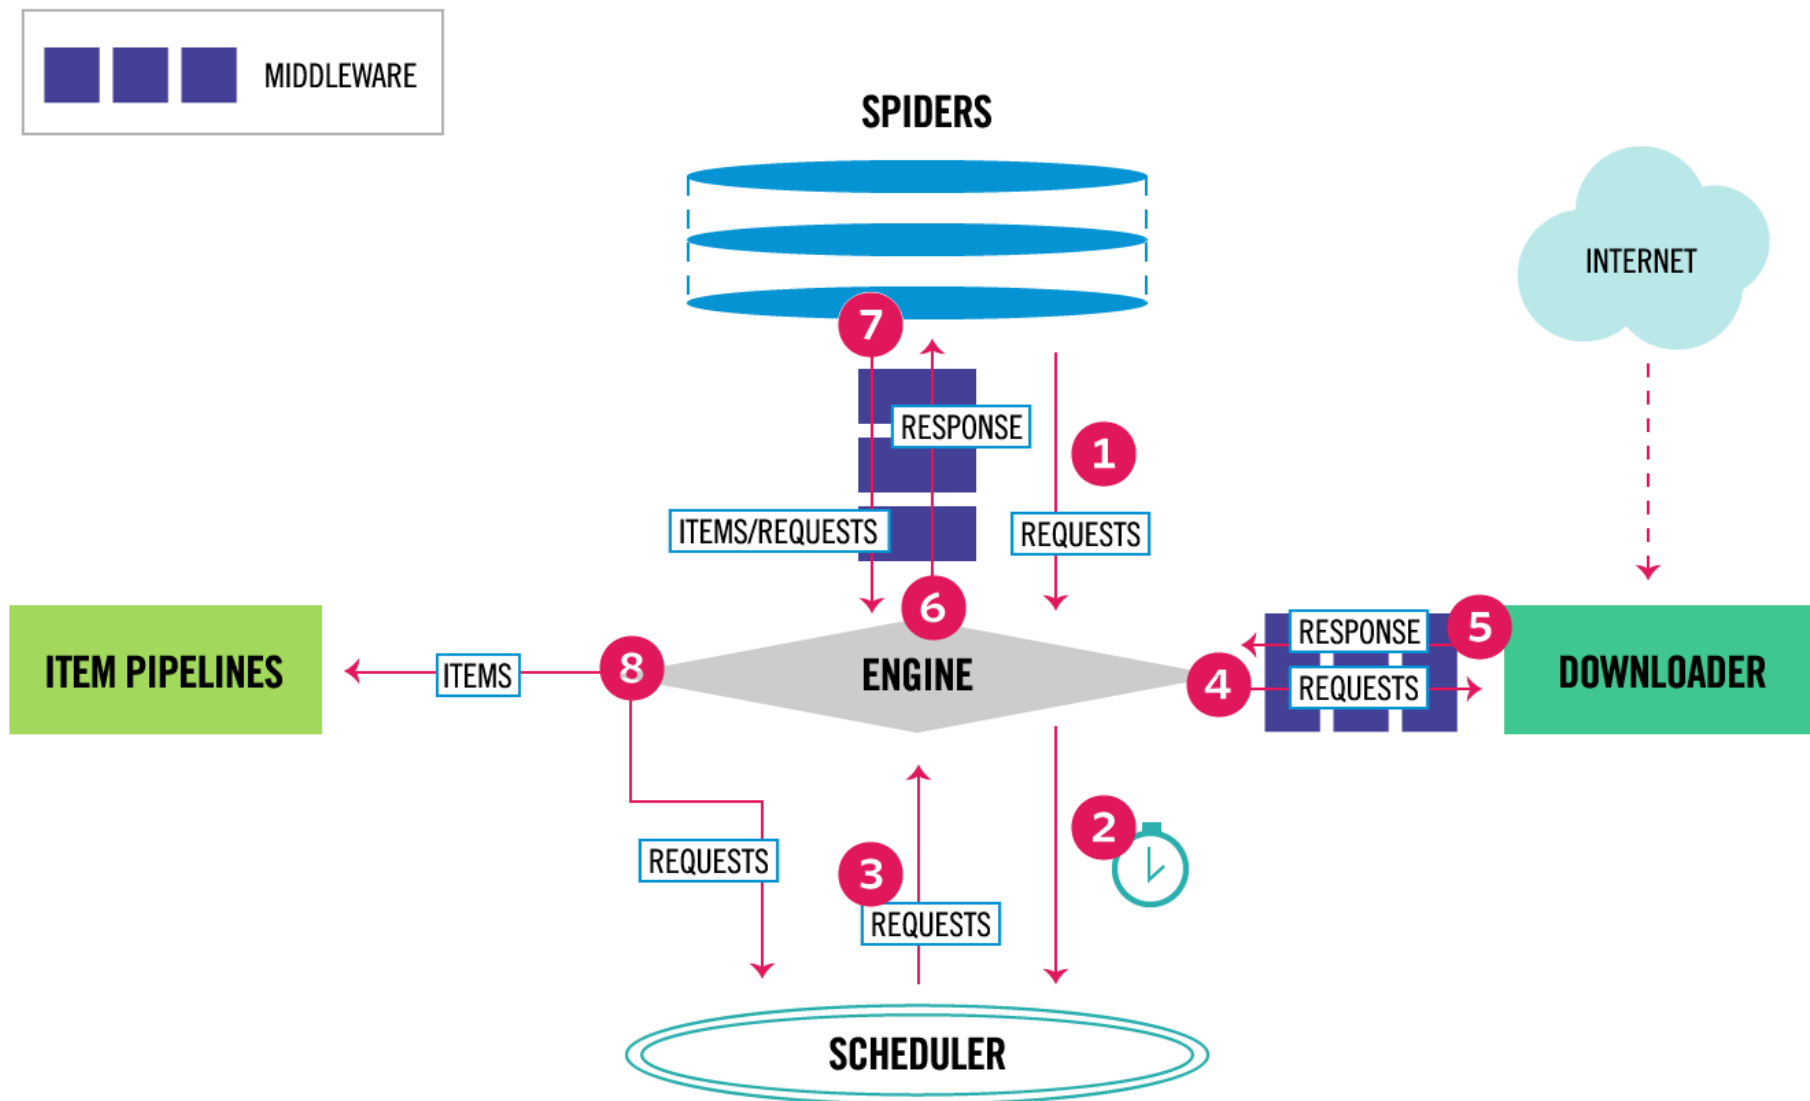 MIDDLEWARE
SPIDERS
INTERNET
7
RESPONSE
1
ITEMS/REQUESTS
REQUESTS
6
5
RESPONSE
ITEM PIPELINES
ITEMS
8
ENGINE
4
REQUESTS
DOWNLOADER
2
REQUESTS
3
REQUESTS
SCHEDULER